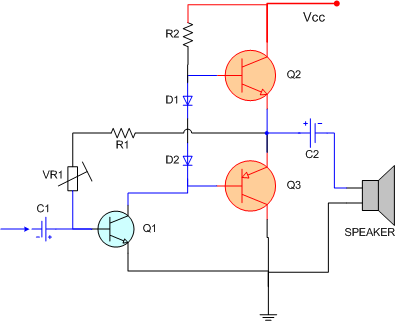 Vcc
R2
Q2
D1
+ -
R1
C2
D2
VR1
Q3
C1
Q1
- +
SPEAKER